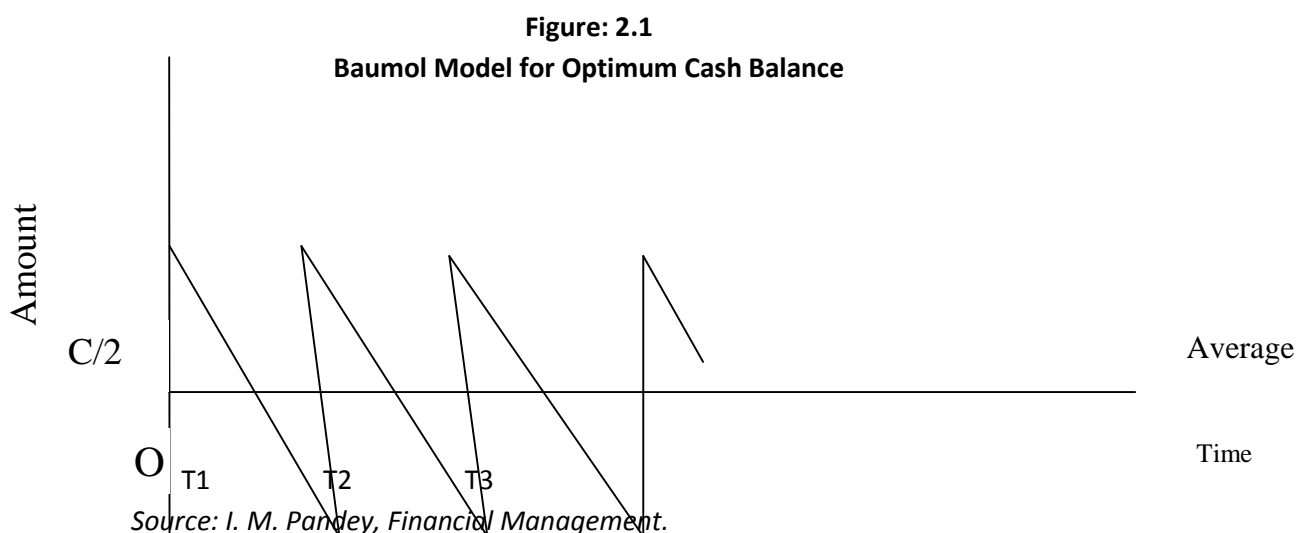 Figure: 2.1
Baumol Model for Optimum Cash Balance
Amount
C/2
Average
O
Time
T1 T2 T3
Source: I. M. Pandey, Financial Management.